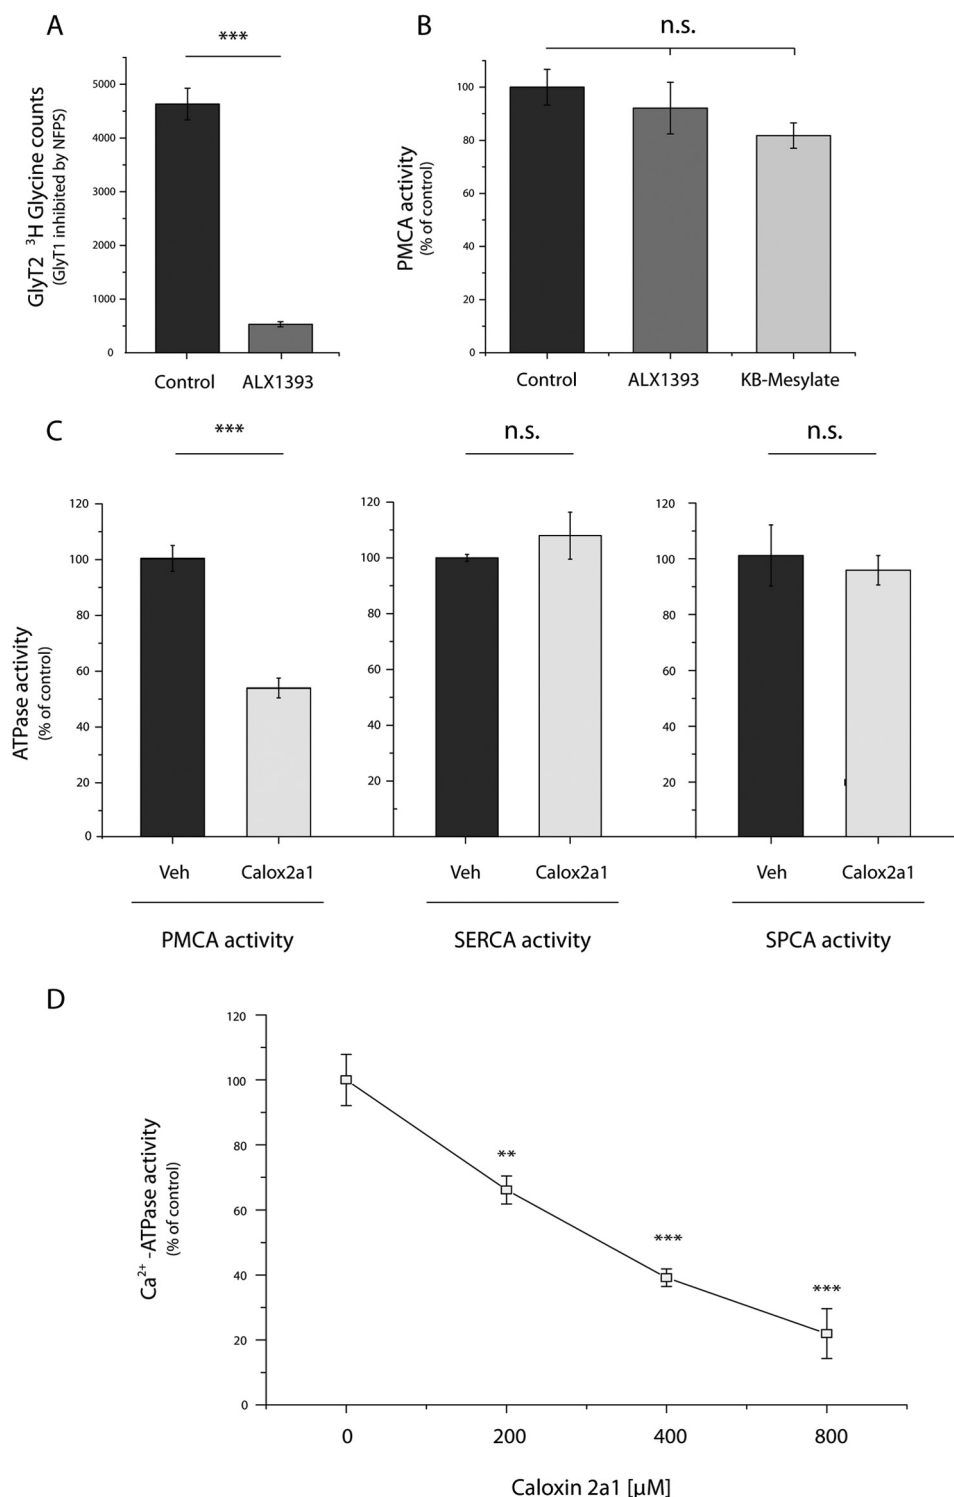 A
***
GlyT2 ³H Glycine counts
(GlyT1 inhibited by NFPS)
5000
4000
3000
2000
1000
0
Control
ALX1393
B
n.s.
PMCA activity
(% of control)
100
80
60
40
20
0
Control
ALX1393
KB-Mesylate
C
ATPase activity
(% of control)
***
120
100
80
60
40
20
0
Veh
Calox2a1
PMCA activity
n.s.
120
100
80
60
40
20
Veh
Calox2a1
SERCA activity
n.s.
120
100
80
60
40
20
Veh
Calox2a1
SPCA activity
D
Ca²⁺ -ATPase activity
(% of control)
120
100
80
60
40
20
0
**
***
***
0
200
400
800
Caloxin 2a1 [µM]